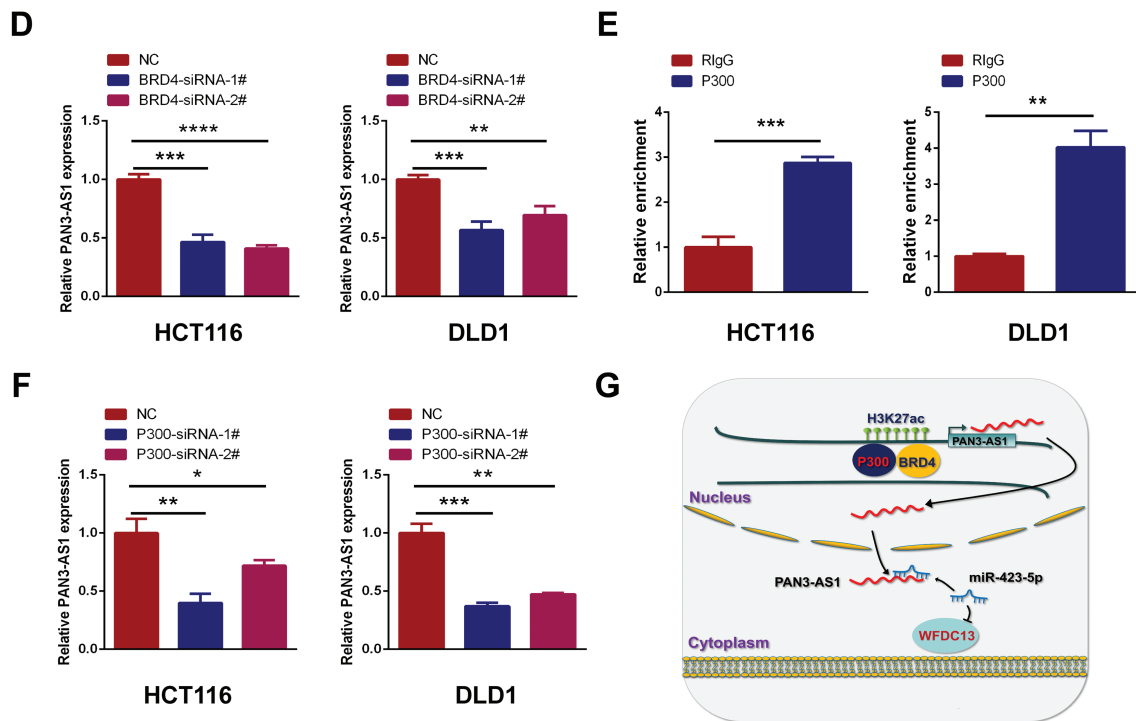 D
NC
BRD4-siRNA-1#
BRD4-siRNA-2#
Relative PAN3-AS1 expression
1.5
1.0
0.5
0.0
****
***
HCT116
NC
BRD4-siRNA-1#
BRD4-siRNA-2#
Relative PAN3-AS1 expression
1.5
1.0
0.5
0.0
**
***
DLD1
E
RIgG
P300
Relative enrichment
4
3
2
1
0
***
HCT116
RIgG
P300
Relative enrichment
5
4
3
2
1
0
**
DLD1
F
NC
P300-siRNA-1#
P300-siRNA-2#
Relative PAN3-AS1 expression
1.5
1.0
0.5
0.0
*
**
HCT116
NC
P300-siRNA-1#
P300-siRNA-2#
Relative PAN3-AS1 expression
1.5
1.0
0.5
0.0
**
***
DLD1
G
H3K27ac
PAN3-AS1
P300
BRD4
Nucleus
PAN3-AS1
miR-423-5p
WFDC13
Cytoplasm